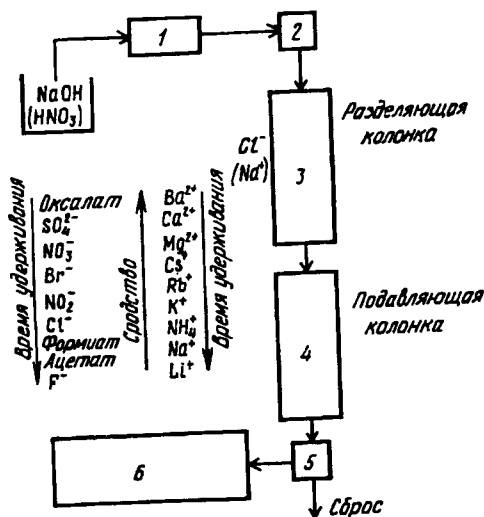 1
2
NaOH
(HNO₃)
Разделяющая
колонка
Cl⁻
(Na⁺)
3
Время удерживания
Оксалат
SO₄²⁻
NO₃⁻
Br⁻
NO₂⁻
Cl⁻
Формиат
Ацетат
F⁻
Сродство
Ba²⁺
Ca²⁺
Mg²⁺
Cs⁺
Rb⁺
K⁺
NH₄⁺
Na⁺
Li⁺
Время удерживания
Подавляющая
колонка
4
5
6
Сброс